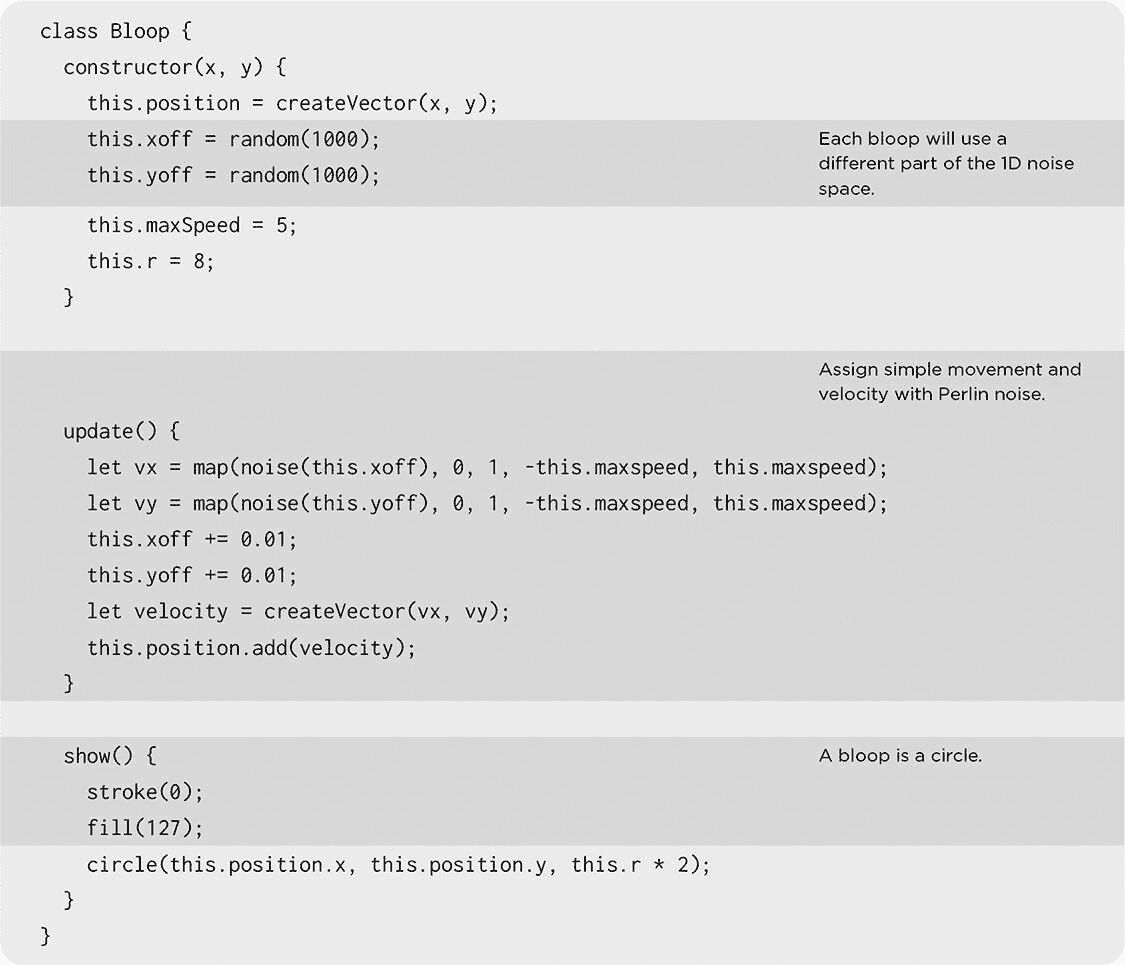 class Bloop {
constructor(x, y) {
this.position = createVector(x, y);
this.xoff = random(1000);
this.yoff = random(1000);
Each bloop will use a
different part of the 1D noise
space.
this.maxSpeed = 5;
this.r = 8;
}
Assign simple movement and
velocity with Perlin noise.
update() {
let vx = map(noise(this.xoff), 0, 1, -this.maxspeed, this.maxspeed);
let vy = map(noise(this.yoff), 0, 1, -this.maxspeed, this.maxspeed);
this.xoff += 0.01;
this.yoff += 0.01;
let velocity = createVector(vx, vy);
this.position.add(velocity);
}
show() {
A bloop is a circle.
stroke(0);
fill(127);
circle(this.position.x, this.position.y, this.r * 2);
}
}